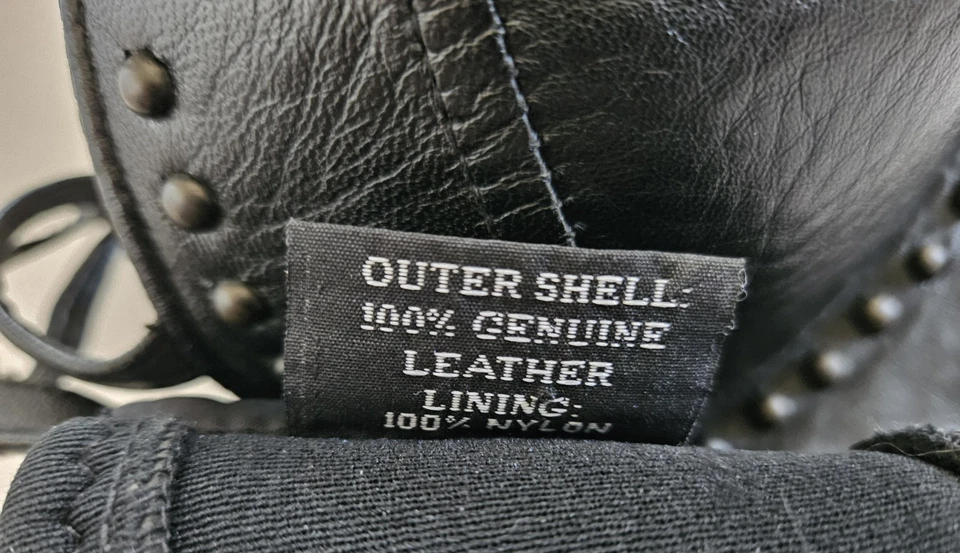 OUTER SHELL:
100% GENUINE
LEATHER
LINING:
100% NYLON